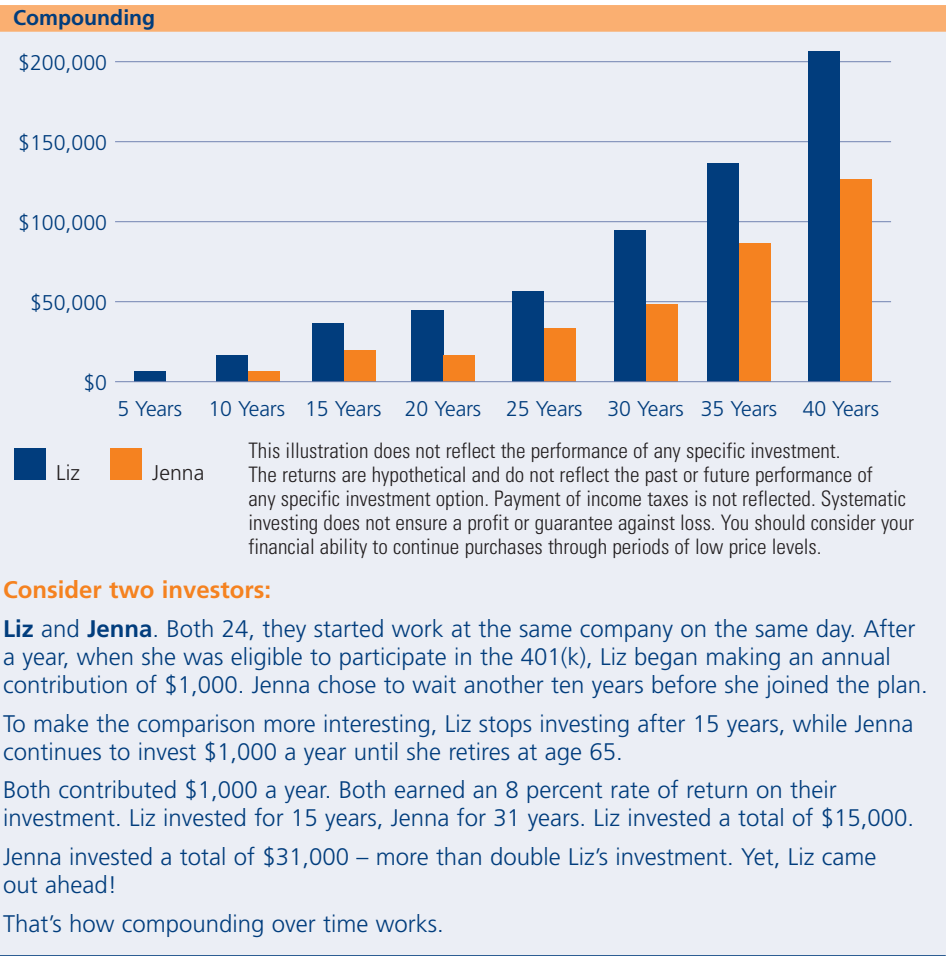 Compounding
$200,000
$150,000
$100,000
$50,000
$0
5 Years 10 Years 15 Years 20 Years 25 Years 30 Years 35 Years 40 Years
Liz Jenna
This illustration does not reflect the performance of any specific investment.
The returns are hypothetical and do not reflect the past or future performance of
any specific investment option. Payment of income taxes is not reflected. Systematic
investing does not ensure a profit or guarantee against loss. You should consider your
financial ability to continue purchases through periods of low price levels.
Consider two investors:
Liz and Jenna. Both 24, they started work at the same company on the same day. After
a year, when she was eligible to participate in the 401(k), Liz began making an annual
contribution of $1,000. Jenna chose to wait another ten years before she joined the plan.
To make the comparison more interesting, Liz stops investing after 15 years, while Jenna
continues to invest $1,000 a year until she retires at age 65.
Both contributed $1,000 a year. Both earned an 8 percent rate of return on their
investment. Liz invested for 15 years, Jenna for 31 years. Liz invested a total of $15,000.
Jenna invested a total of $31,000 – more than double Liz’s investment. Yet, Liz came
out ahead!
That’s how compounding over time works.